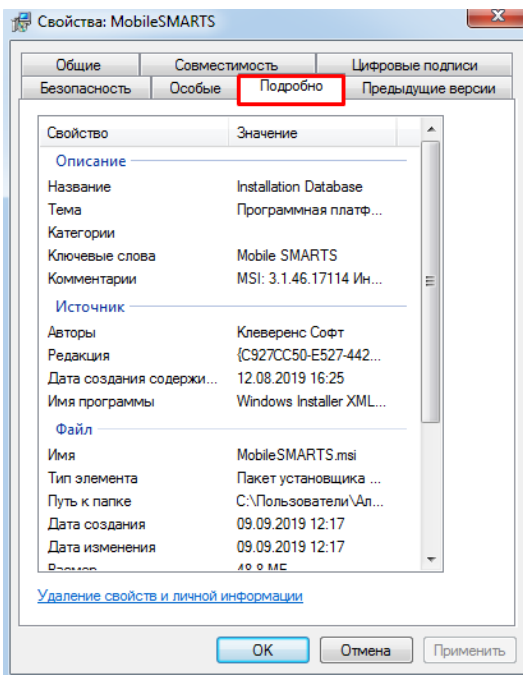 Свойства: MobileSMARTS
Общие Совместимость Цифровые подписи
Безопасность Особые Подробно Предыдущие версии
Свойство Значение
Описание
Название Installation Database
Тема Программная платф...
Категории
Ключевые слова Mobile SMARTS
Комментарии MSI: 3.1.46.17114 Ин...
Источник
Авторы Клеверенс Софт
Редакция {C927CC50-E527-442...
Дата создания содержи... 12.08.2019 16:25
Имя программы Windows Installer XML...
Файл
Имя MobileSMARTS.msi
Тип элемента Пакет установщика ...
Путь к папке C:\Пользователи\Ал...
Дата создания 09.09.2019 12:17
Дата изменения 09.09.2019 12:17
Размер 48,8 МБ
Удаление свойств и личной информации
OK Отмена Применить